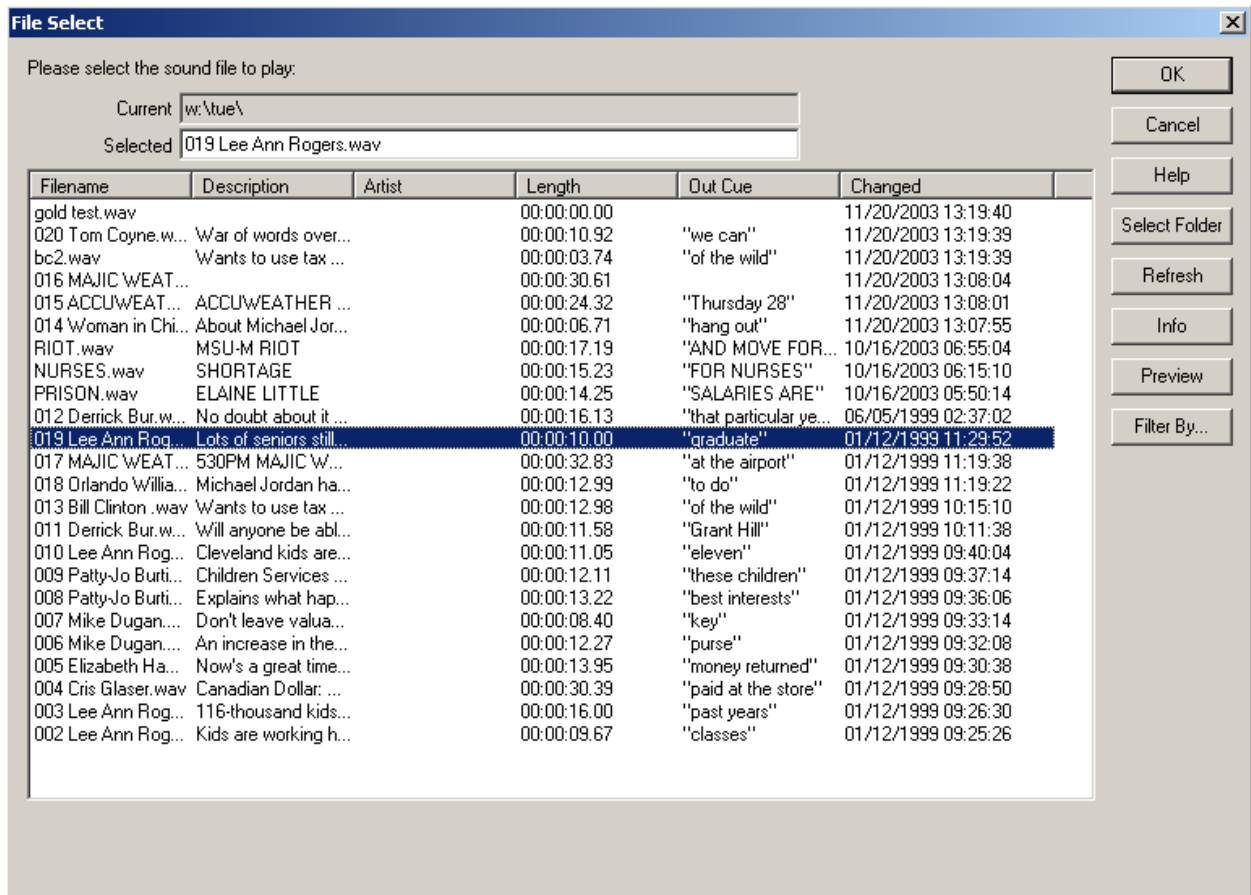 File Select
Please select the sound file to play:
Current w:\tue\
Selected 019 Lee Ann Rogers.wav
OK
Cancel
Help
Select Folder
Refresh
Info
Preview
Filter By...
Filename Description Artist Length Out Cue Changed
gold test.wav 00:00:00.00 11/20/2003 13:19:40
020 Tom Coyne.w... War of words over... 00:00:10.92 "we can" 11/20/2003 13:19:39
bc2.wav Wants to use tax ... 00:00:03.74 "of the wild" 11/20/2003 13:19:39
016 MAJIC WEAT... 00:00:30.61 11/20/2003 13:08:04
015 ACCUWEAT... ACCUWEATHER ... 00:00:24.32 "Thursday 28" 11/20/2003 13:08:01
014 Woman in Chi... About Michael Jor... 00:00:06.71 "hang out" 11/20/2003 13:07:55
RIOT.wav MSU-M RIOT 00:00:17.19 "AND MOVE FOR... 10/16/2003 06:55:04
NURSES.wav SHORTAGE 00:00:15.23 "FOR NURSES" 10/16/2003 06:15:10
PRISON.wav ELAINE LITTLE 00:00:14.25 "SALARIES ARE" 10/16/2003 05:50:14
012 Derrick Bur.w... No doubt about it ... 00:00:16.13 "that particular ye... 06/05/1999 02:37:02
019 Lee Ann Rog... Lots of seniors still... 00:00:10.00 "graduate" 01/12/1999 11:29:52
017 MAJIC WEAT... 530PM MAJIC W... 00:00:32.83 "at the airport" 01/12/1999 11:19:38
018 Orlando Willia... Michael Jordan ha... 00:00:12.99 "to do" 01/12/1999 11:19:22
013 Bill Clinton .wav Wants to use tax ... 00:00:12.98 "of the wild" 01/12/1999 10:15:10
011 Derrick Bur.w... Will anyone be abl... 00:00:11.58 "Grant Hill" 01/12/1999 10:11:38
010 Lee Ann Rog... Cleveland kids are... 00:00:11.05 "eleven" 01/12/1999 09:40:04
009 Patty-Jo Burti... Children Services ... 00:00:12.11 "these children" 01/12/1999 09:37:14
008 Patty-Jo Burti... Explains what hap... 00:00:13.22 "best interests" 01/12/1999 09:36:06
007 Mike Dugan.... Don't leave valua... 00:00:08.40 "key" 01/12/1999 09:33:14
006 Mike Dugan.... An increase in the... 00:00:12.27 "purse" 01/12/1999 09:32:08
005 Elizabeth Ha... Now's a great time... 00:00:13.95 "money returned" 01/12/1999 09:30:38
004 Cris Glaser.wav Canadian Dollar: ... 00:00:30.39 "paid at the store" 01/12/1999 09:28:50
003 Lee Ann Rog... 116-thousand kids... 00:00:16.00 "past years" 01/12/1999 09:26:30
002 Lee Ann Rog... Kids are working h... 00:00:09.67 "classes" 01/12/1999 09:25:26